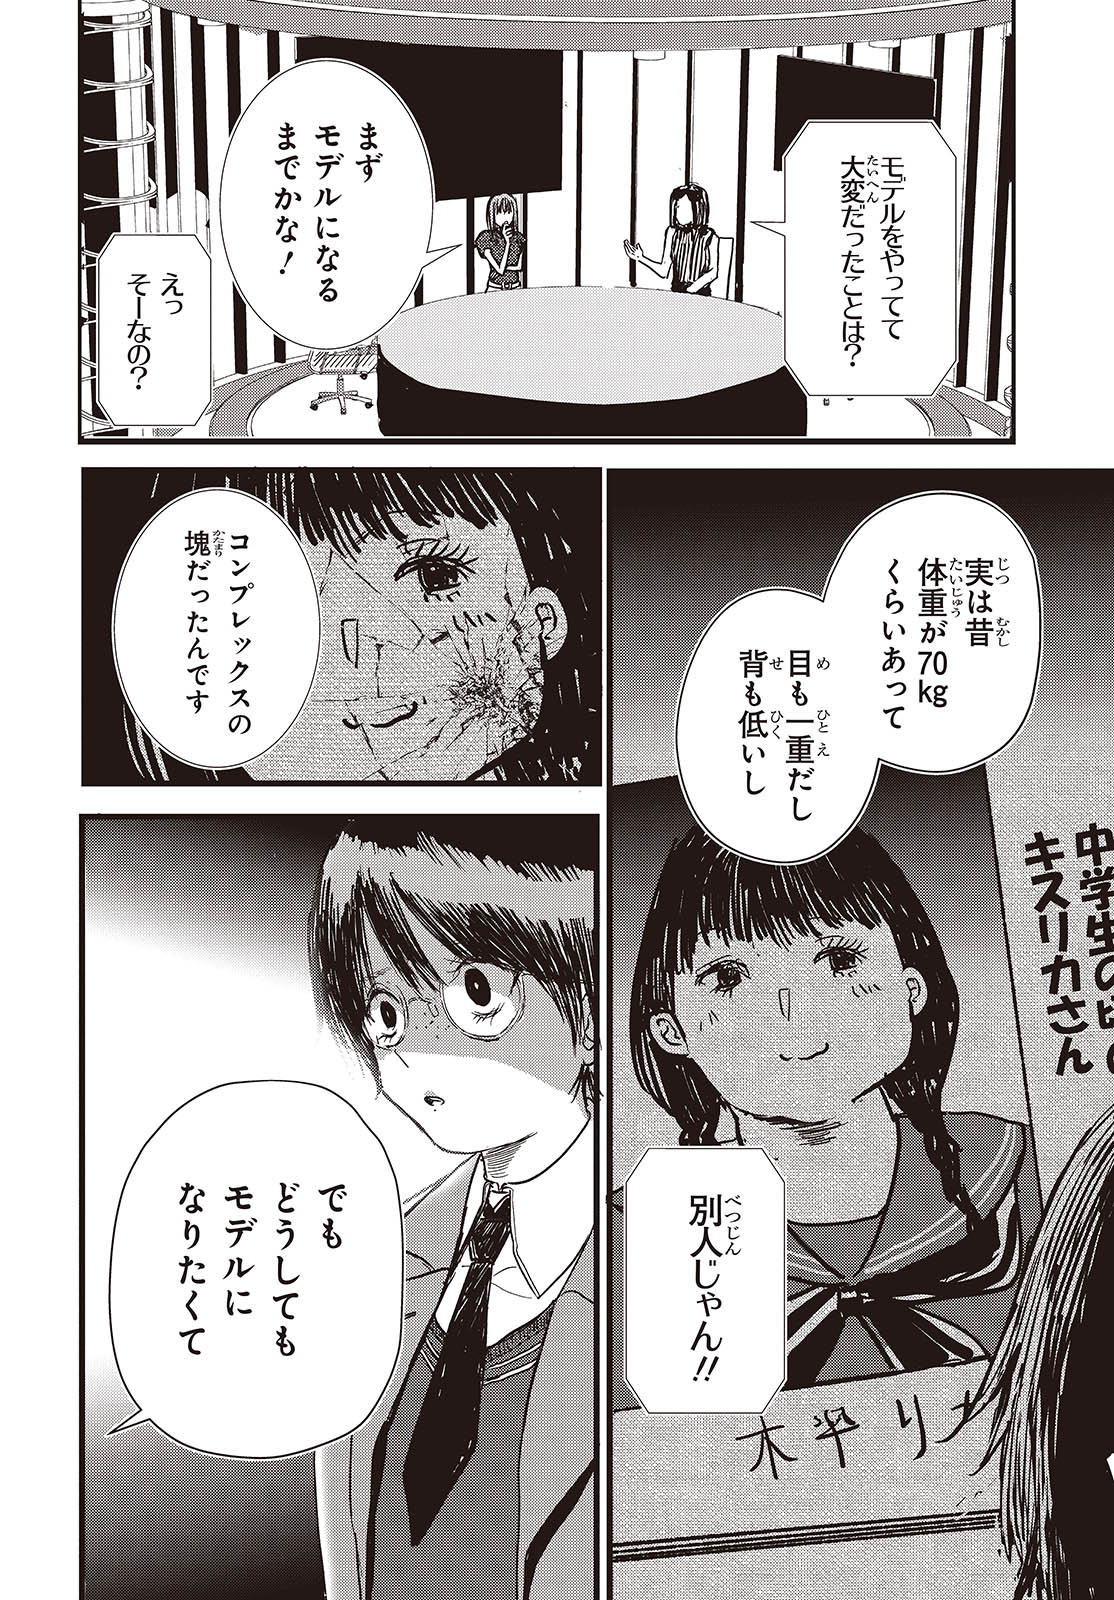 モデルをやってて
大変だったことは？
まず
モデルになる
までかな！
えっ
そーなの？
実は昔
体重が70kg
くらいあって
目も一重だし
背も低いし
中学生の頃の
キスリカさん
別人じゃん!!
木平リカ
コンプレックスの
塊だったんです
でも
どうしても
モデルに
なりたくて